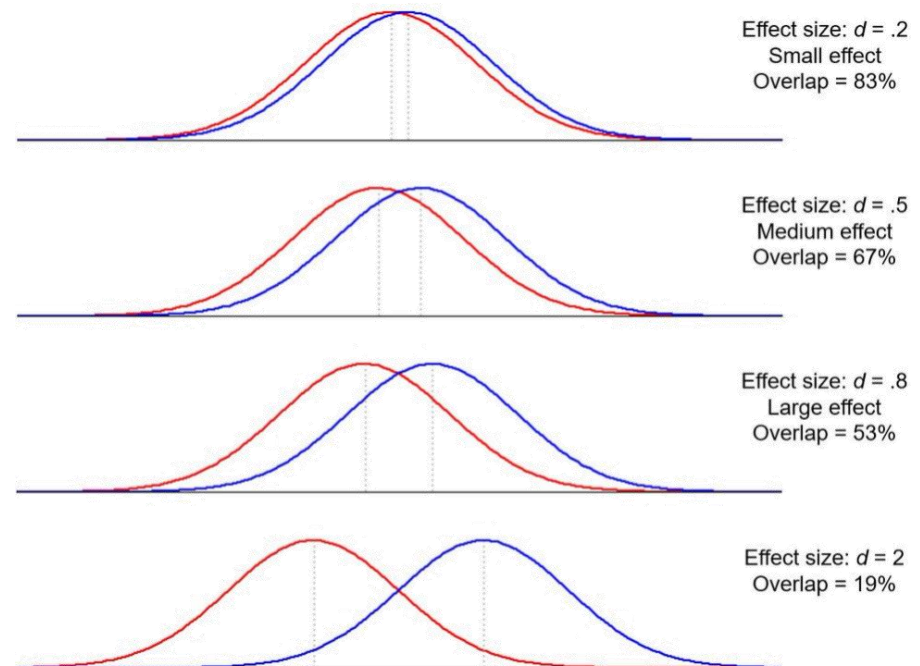 Effect size: d = .2
Small effect
Overlap = 83%
Effect size: d = .5
Medium effect
Overlap = 67%
Effect size: d = .8
Large effect
Overlap = 53%
Effect size: d = 2
Overlap = 19%